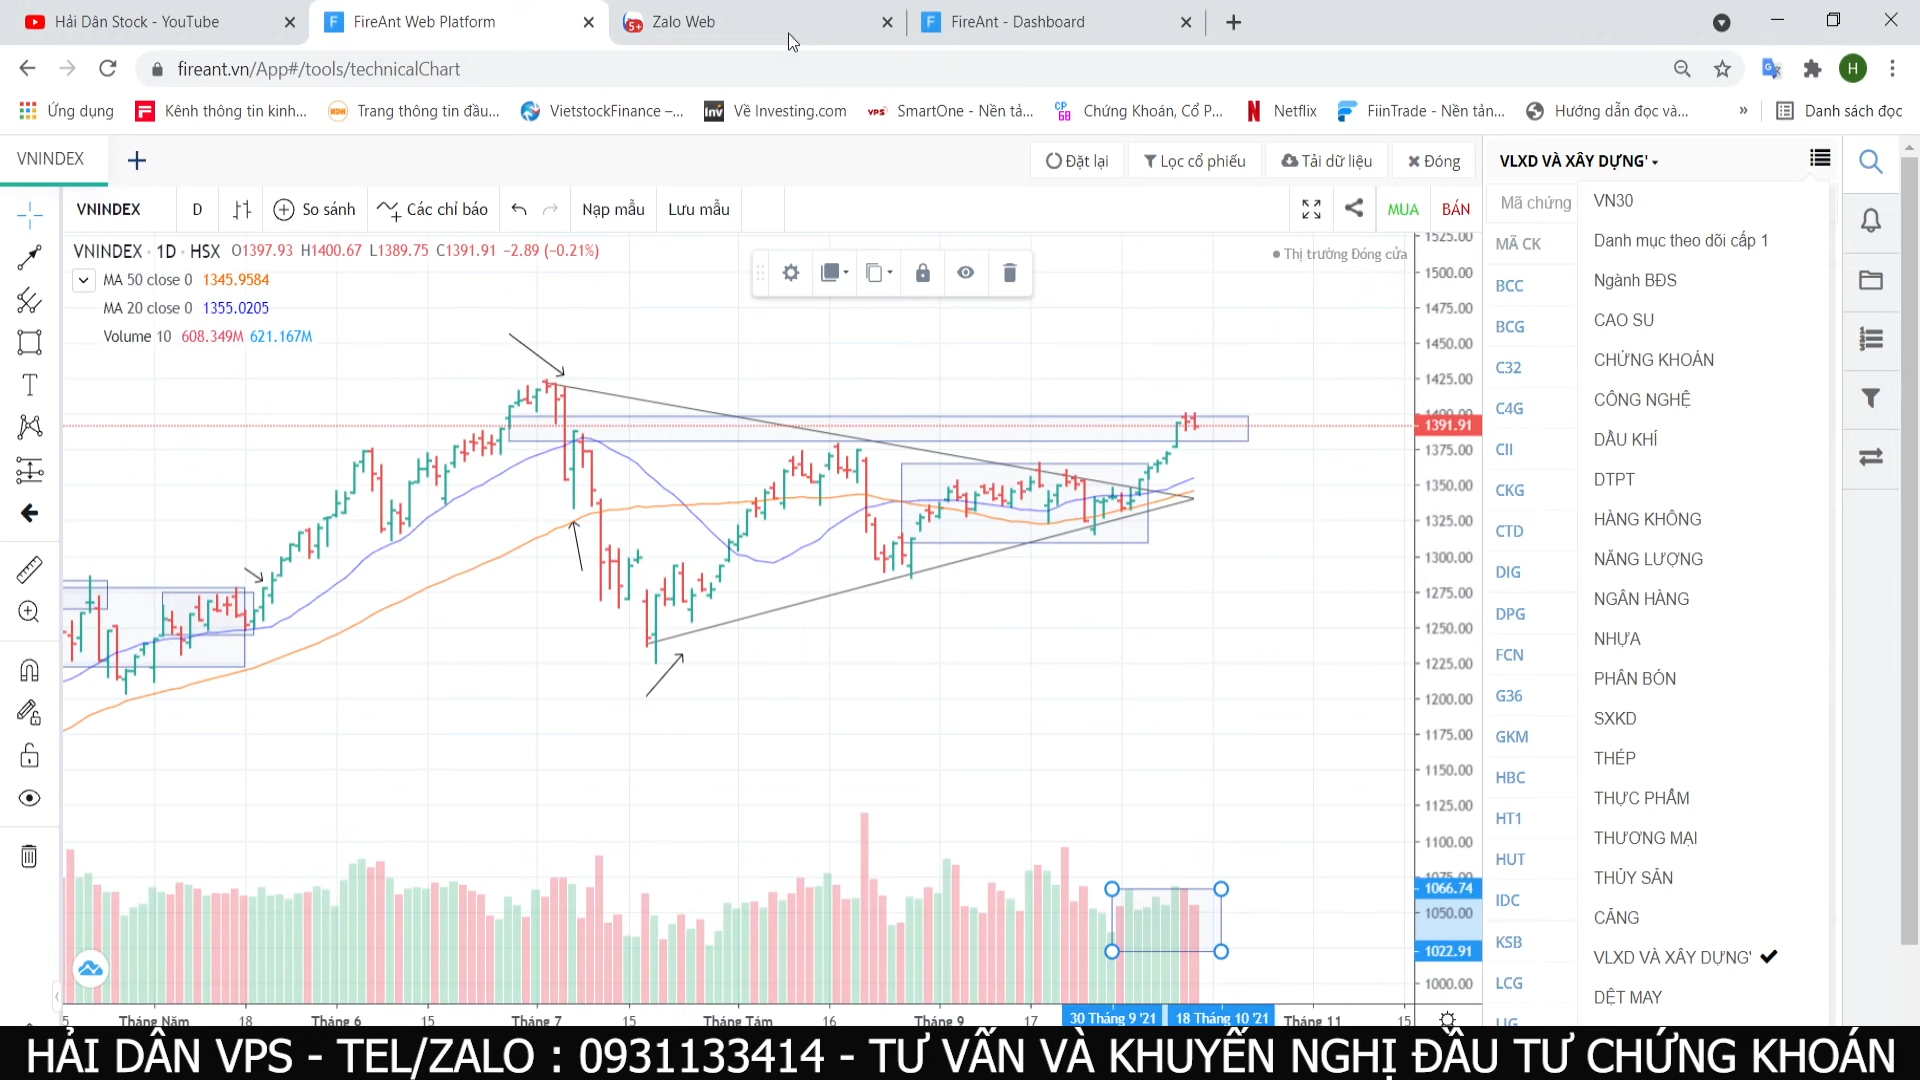 Hải Dân Stock - YouTube
FireAnt Web Platform
5+
Zalo Web
FireAnt - Dashboard
fireant.vn/App#/tools/technicalChart
H
Ứng dụng
Kênh thông tin kinh...
Trang thông tin đầu...
VietstockFinance –...
Inv
Về Investing.com
VPS
SmartOne - Nền tả...
CP 68
Chứng Khoán, Cổ P...
Netflix
FiinTrade - Nền tản...
Hướng dẫn đọc và...
»
Danh sách đọc
VNINDEX
Đặt lại
Lọc cổ phiếu
Tải dữ liệu
Đóng
VLXD VÀ XÂY DỰNG'
VNINDEX
D
So sánh
Các chỉ báo
Nạp mẫu
Lưu mẫu
MUA
BÁN
VNINDEX · 1D · HSX O1397.93 H1400.67 L1389.75 C1391.91 −2.89 (−0.21%)
MA 50 close 0 1345.9584
MA 20 close 0 1355.0205
Volume 10 608.349M 621.167M
Thị trường Đóng cửa
1525.00
1500.00
1475.00
1450.00
1425.00
1400.00
1391.91
1375.00
1350.00
1325.00
1300.00
1275.00
1250.00
1225.00
1200.00
1175.00
1150.00
1125.00
1100.00
1075.00
1066.74
1050.00
1022.91
1000.00
5
Tháng Năm
18
Tháng 6
15
Tháng 7
15
Tháng Tám
16
Tháng 9
17
30 Tháng 9 '21
18 Tháng 10 '21
Tháng 11
15
Mã chứng
MÃ CK
BCC
BCG
C32
C4G
CII
CKG
CTD
DIG
DPG
FCN
G36
GKM
HBC
HT1
HUT
IDC
KSB
LCG
LIG
VN30
Danh mục theo dõi cấp 1
Ngành BĐS
CAO SU
CHỨNG KHOÁN
CÔNG NGHỆ
DẦU KHÍ
DTPT
HÀNG KHÔNG
NĂNG LƯỢNG
NGÂN HÀNG
NHỰA
PHÂN BÓN
SXKD
THÉP
THỰC PHẨM
THƯƠNG MẠI
THỦY SẢN
CẢNG
VLXD VÀ XÂY DỰNG'
DỆT MAY
HẢI DÂN VPS - TEL/ZALO : 0931133414 - TƯ VẤN VÀ KHUYẾN NGHỊ ĐẦU TƯ CHỨNG KHOÁN